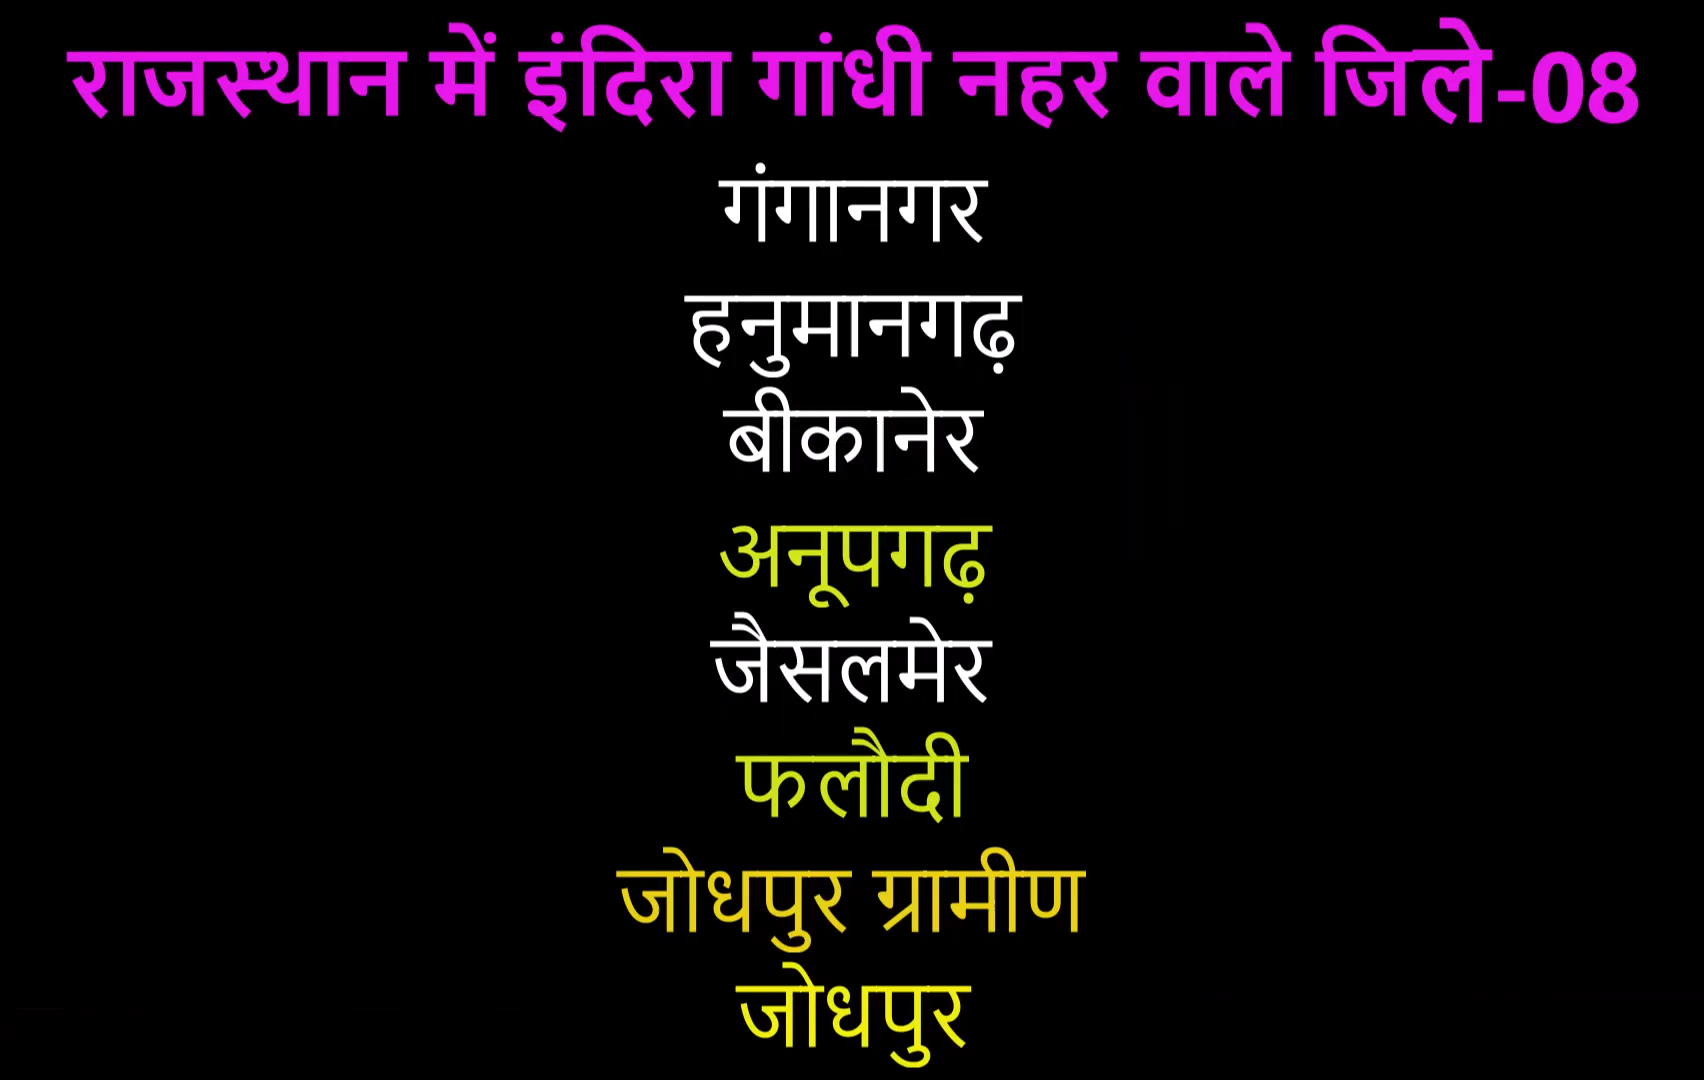 राजस्थान में इंदिरा गांधी नहर वाले जिले-08
गंगानगर
हनुमानगढ़
बीकानेर
अनूपगढ़
जैसलमेर
फलौदी
जोधपुर ग्रामीण
जोधपुर